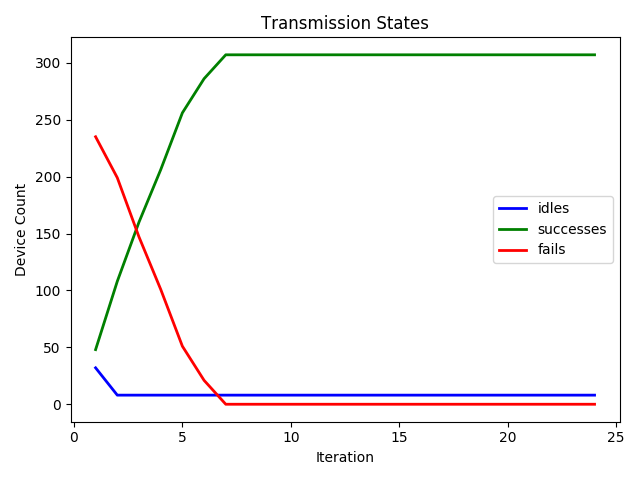 Transmission States
Device Count
300
250
200
150
100
50
0
idles
successes
fails
0 5 10 15 20 25
Iteration